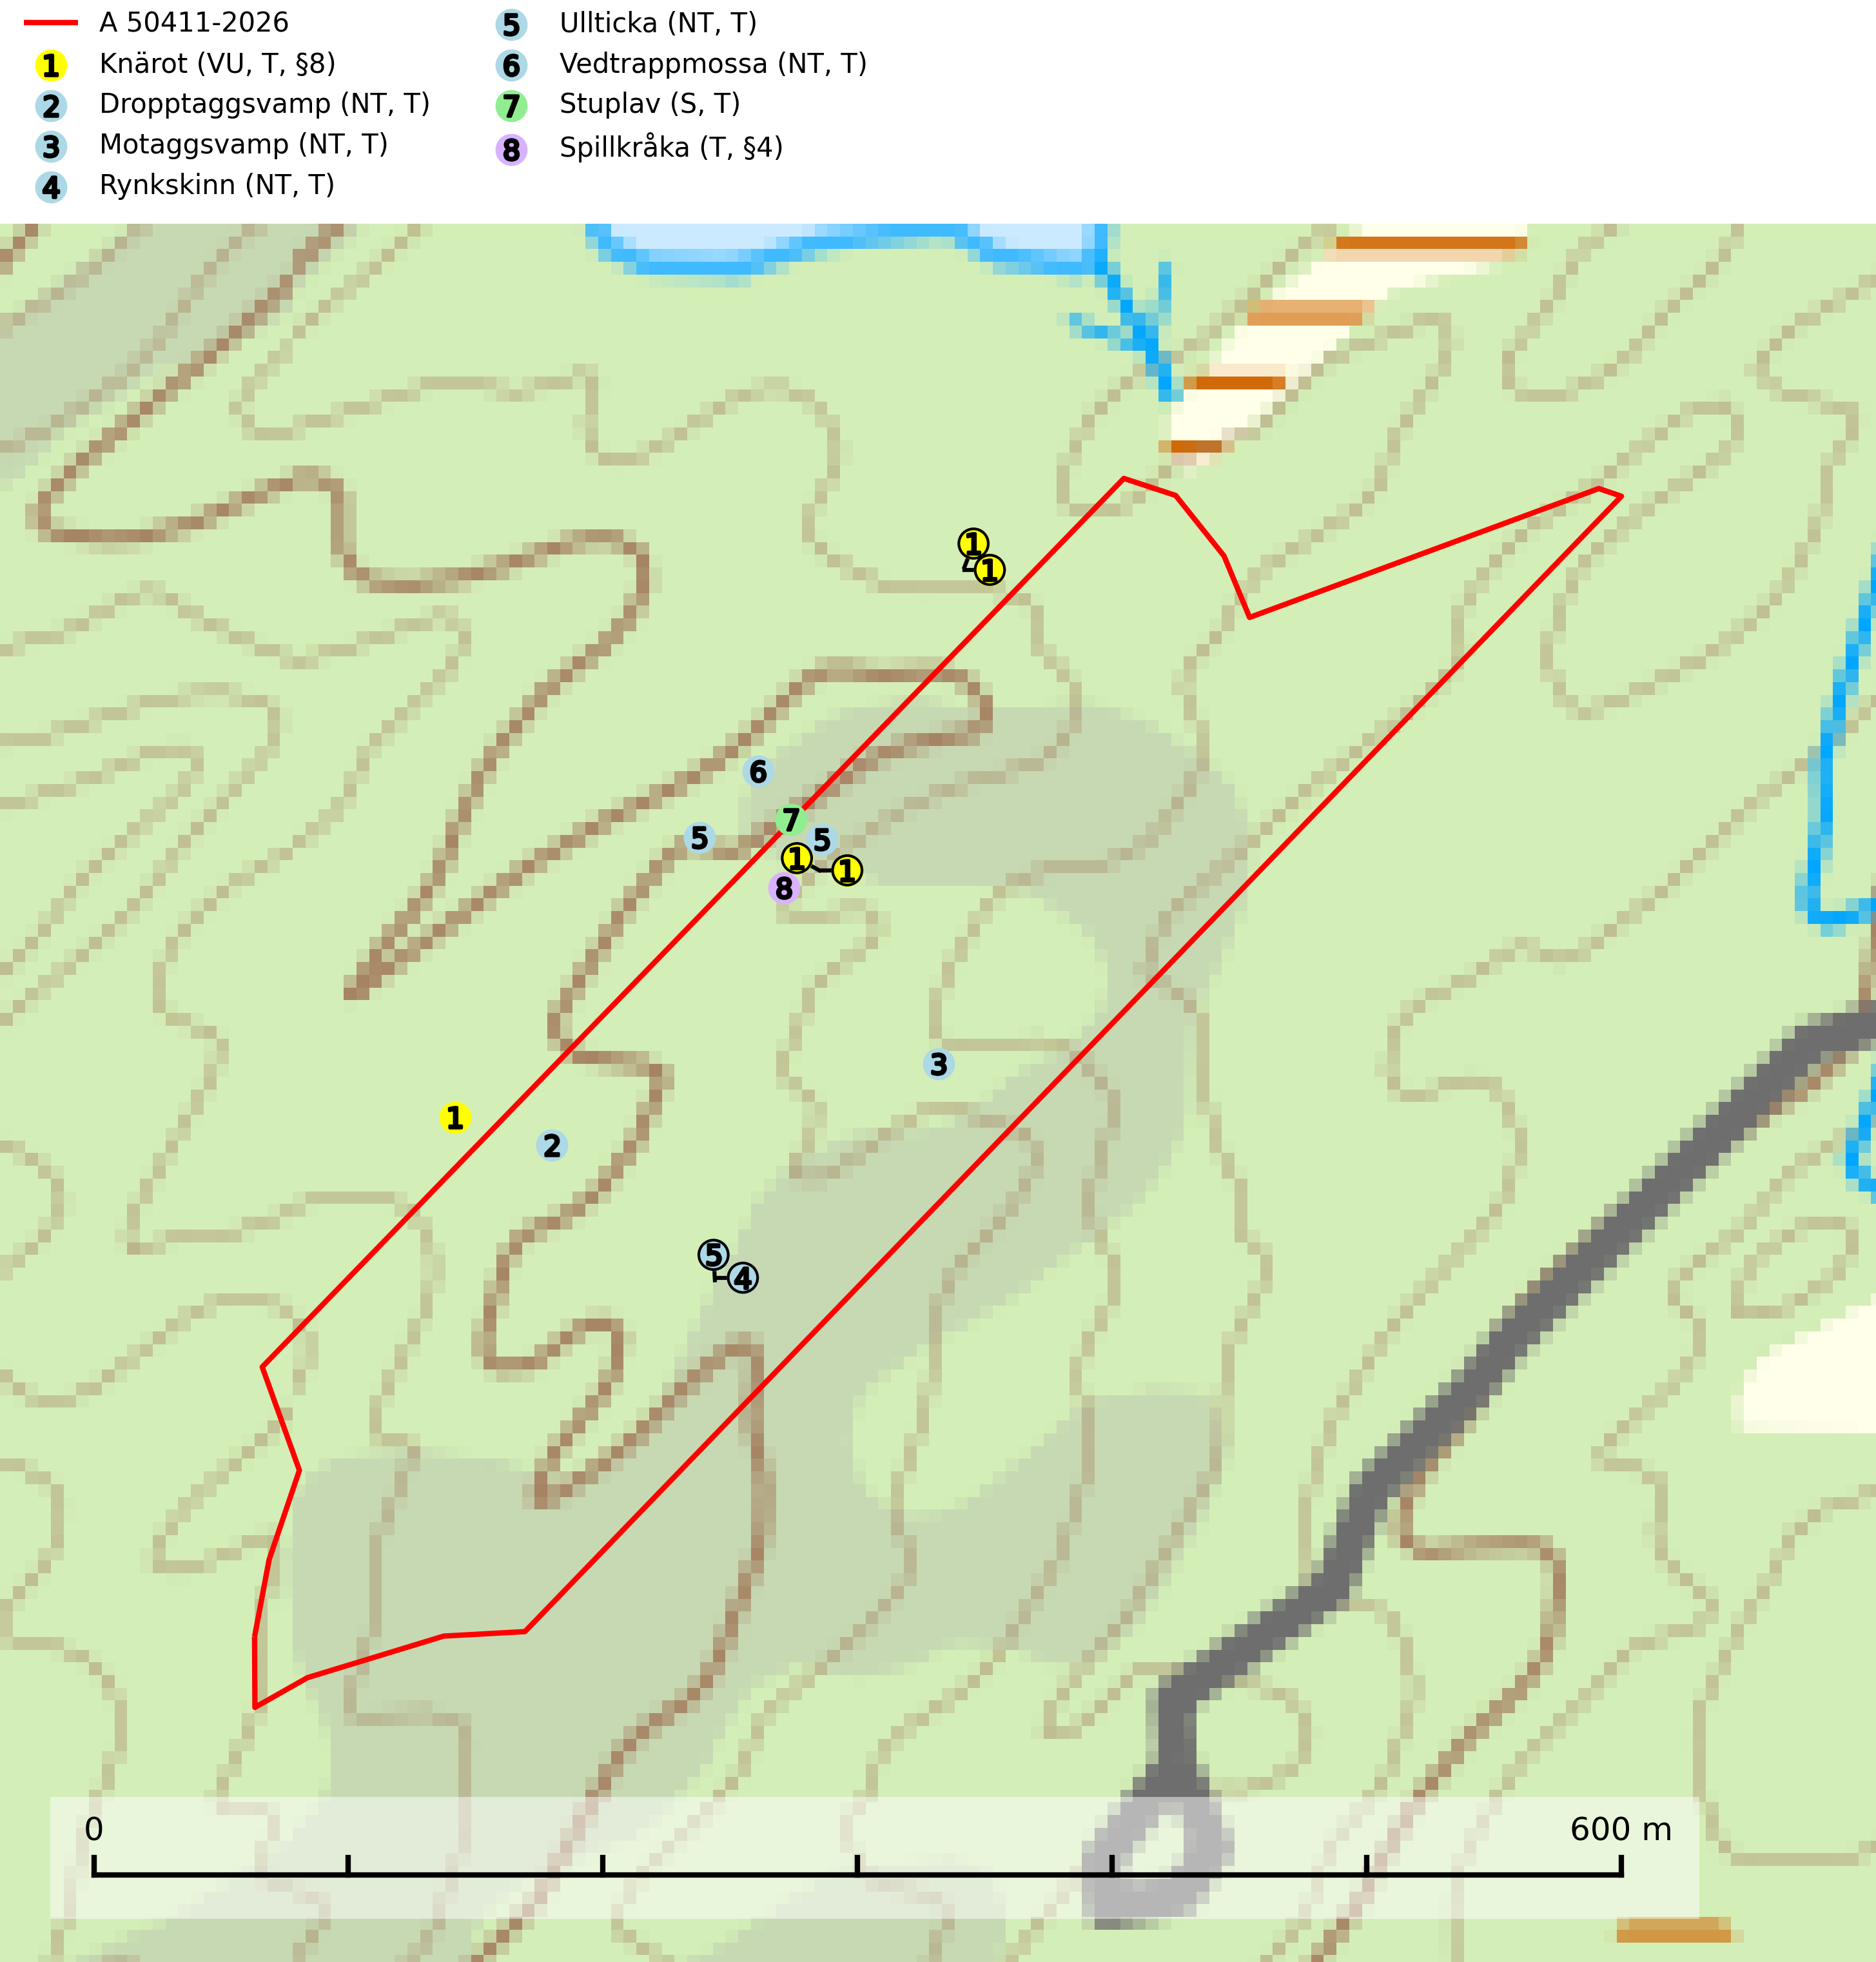 A 50411-2026
1 Knärot (VU, T, §8)
2 Dropptaggsvamp (NT, T)
3 Motaggsvamp (NT, T)
4 Rynkskinn (NT, T)
5 Ullticka (NT, T)
6 Vedtrappmossa (NT, T)
7 Stuplav (S, T)
8 Spillkråka (T, §4)
1
1
6
7
5
5
1
1
8
3
1
2
5
4
0
600 m